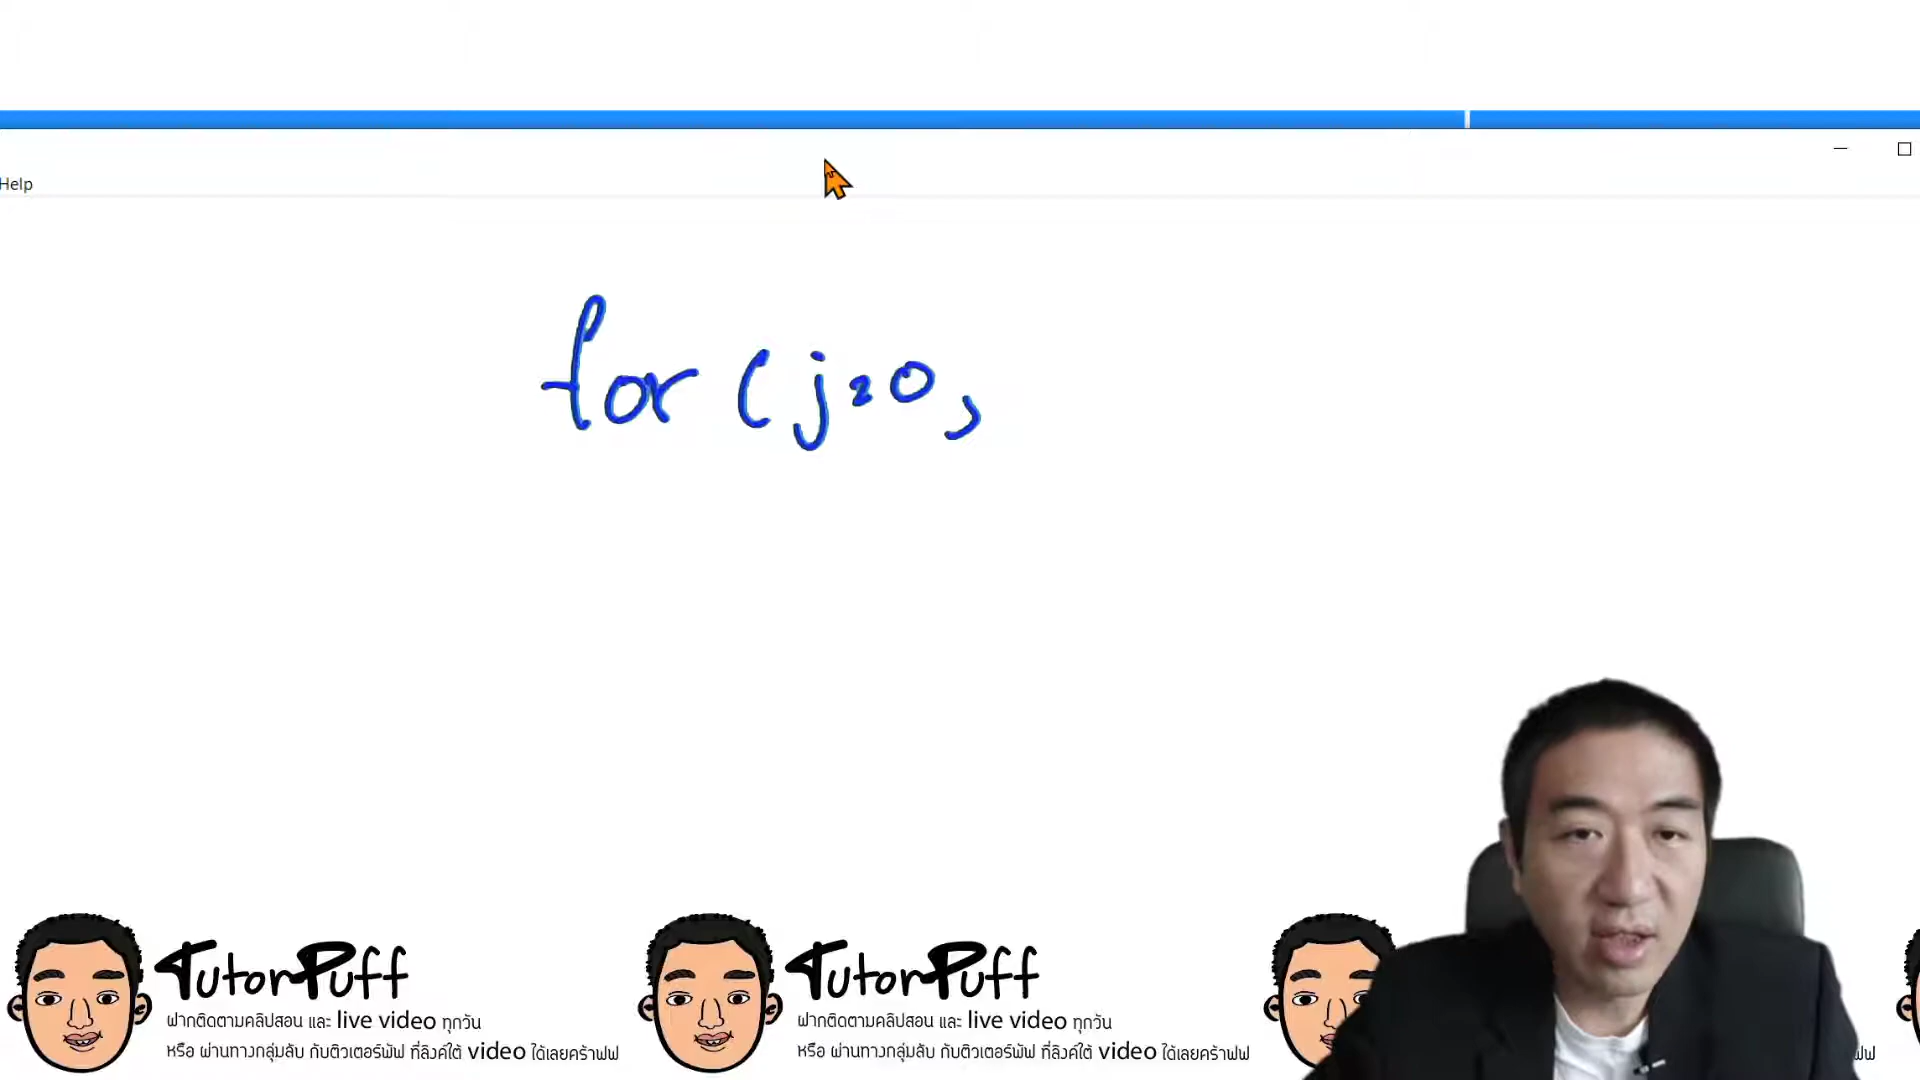 Help
for (j=0,
TutorPuff
ฝากติดตามคลิปสอน และ live video ทุกวัน
หรือ ผ่านทางกลุ่มลับ กับติวเตอร์พัฟ ที่ลิงค์ใต้ video ได้เลยคร้าฟฟ
TutorPuff
ฝากติดตามคลิปสอน และ live video ทุกวัน
หรือ ผ่านทางกลุ่มลับ กับติวเตอร์พัฟ ที่ลิงค์ใต้ video ได้เลยคร้าฟฟ
ฟฟ